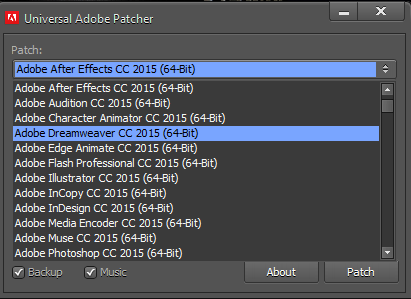 Universal Adobe Patcher
Patch:
Adobe After Effects CC 2015 (64-Bit)
Adobe After Effects CC 2015 (64-Bit)
Adobe Audition CC 2015 (64-Bit)
Adobe Character Animator CC 2015 (64-Bit)
Adobe Dreamweaver CC 2015 (64-Bit)
Adobe Edge Animate CC 2015 (64-Bit)
Adobe Flash Professional CC 2015 (64-Bit)
Adobe Illustrator CC 2015 (64-Bit)
Adobe InCopy CC 2015 (64-Bit)
Adobe InDesign CC 2015 (64-Bit)
Adobe Media Encoder CC 2015 (64-Bit)
Adobe Muse CC 2015 (64-Bit)
Adobe Photoshop CC 2015 (64-Bit)
Backup Music About Patch